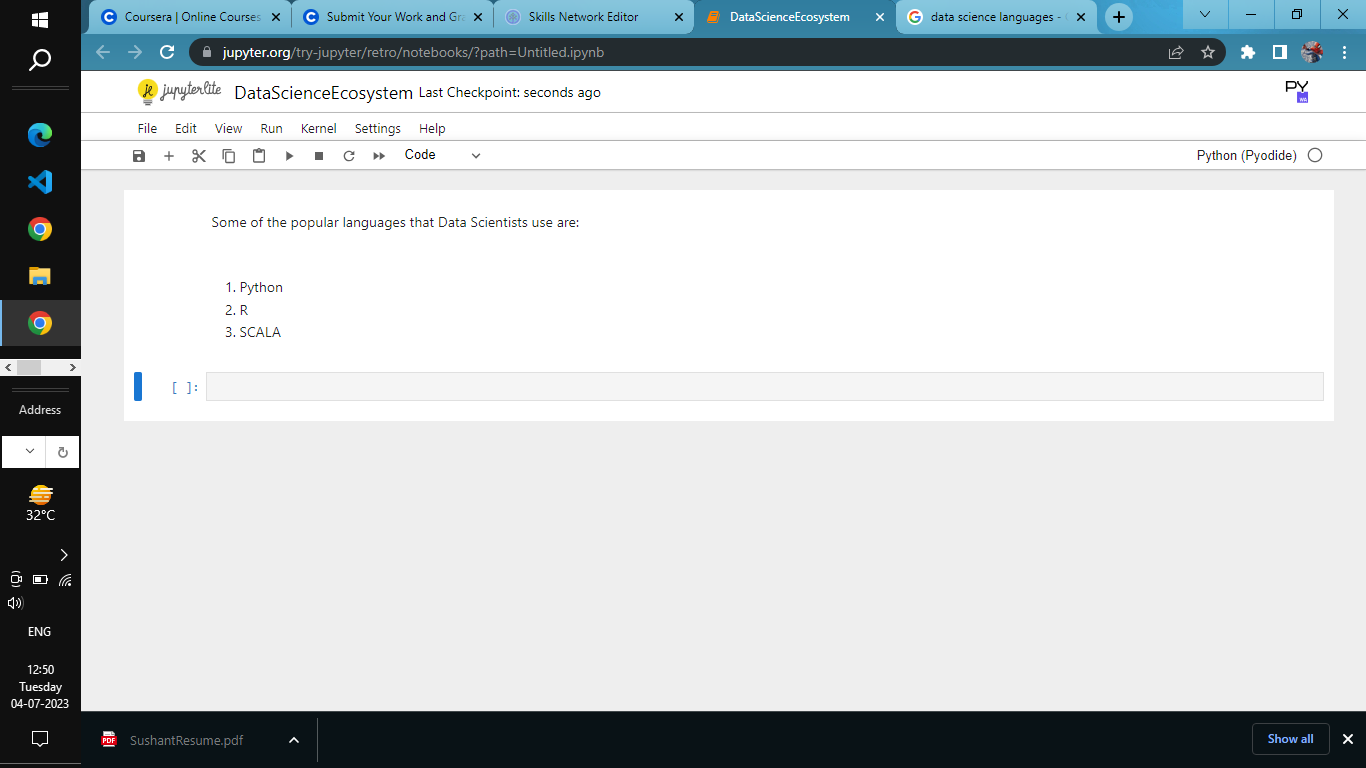 Coursera | Online Courses
Submit Your Work and Gr
Skills Network Editor
DataScienceEcosystem
data science languages -
jupyter.org/try-jupyter/retro/notebooks/?path=Untitled.ipynb
jupyterlite DataScienceEcosystem Last Checkpoint: seconds ago
PY
File Edit View Run Kernel Settings Help
Code
Python (Pyodide)
Some of the popular languages that Data Scientists use are:
1. Python
2. R
3. SCALA
[ ]:
Address
32°C
ENG
12:50
Tuesday
04-07-2023
PDF
SushantResume.pdf
Show all